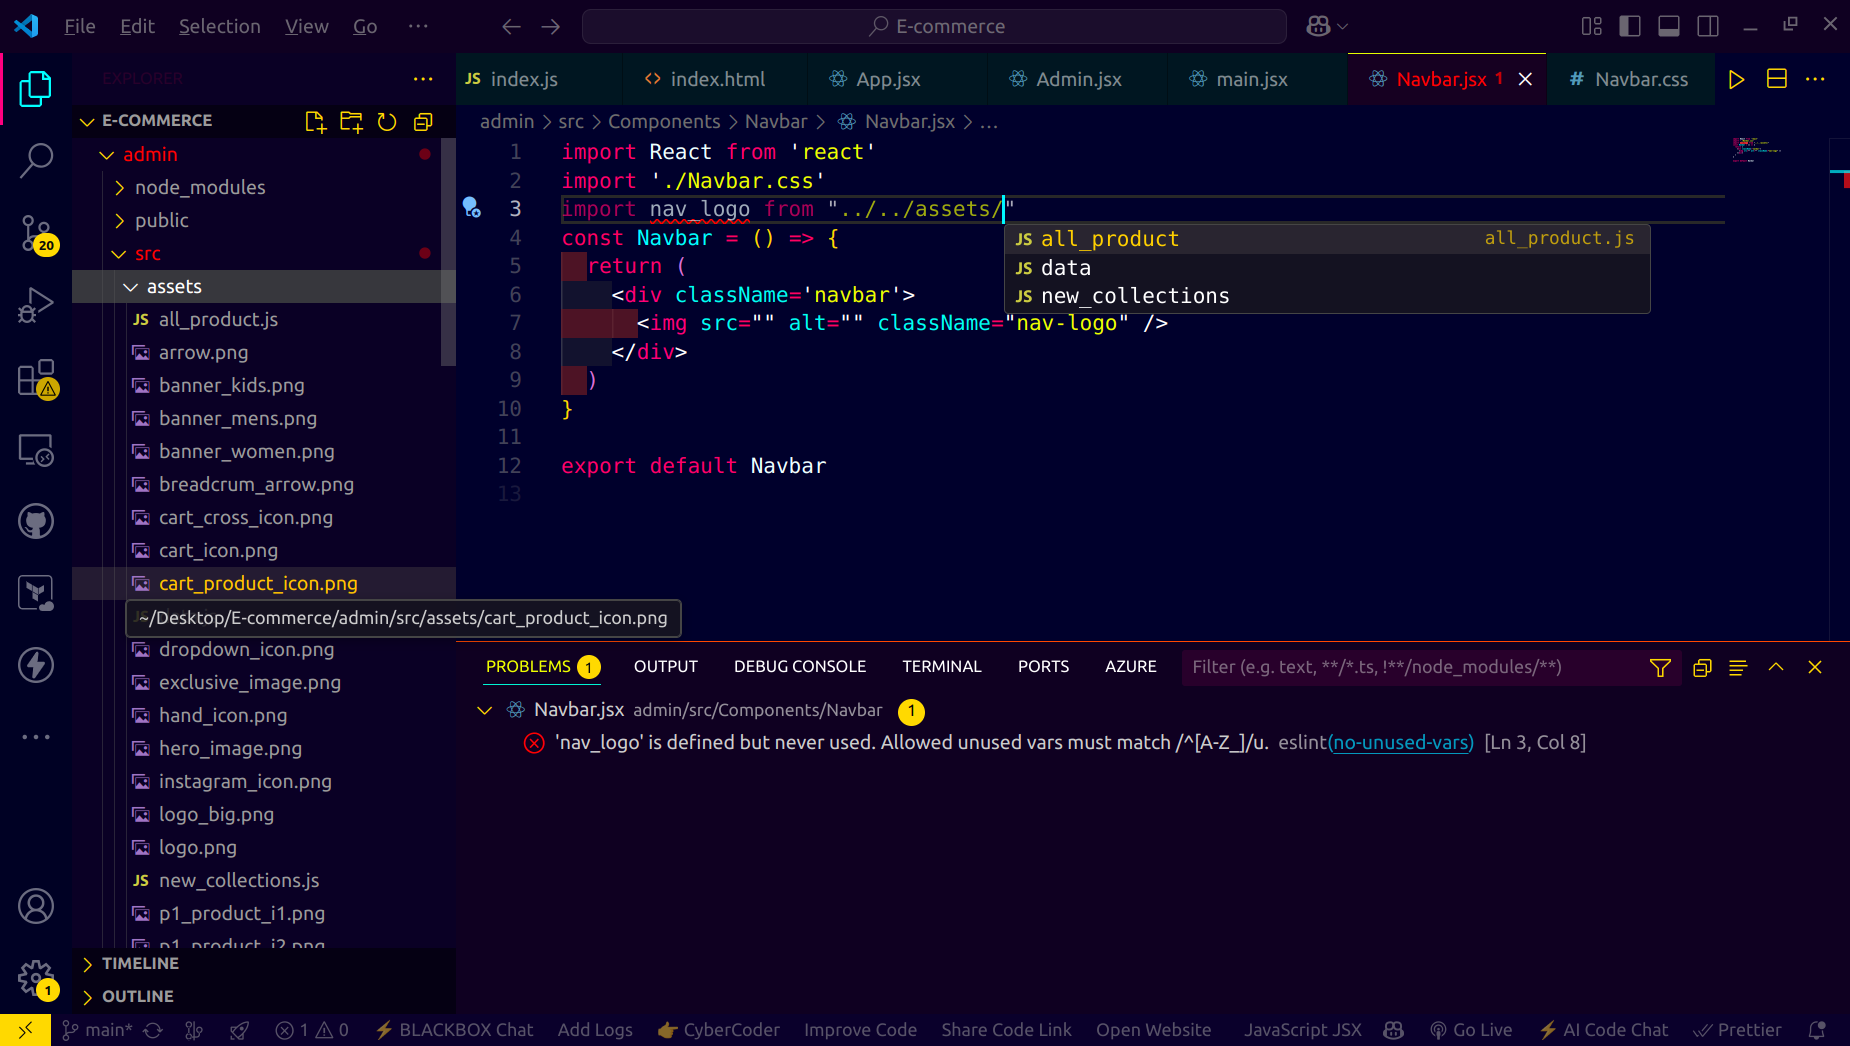 File Edit Selection View Go ··· E-commerce
EXPLORER
index.js index.html App.jsx Admin.jsx main.jsx Navbar.jsx 1 Navbar.css
E-COMMERCE
admin
node_modules
public
src
assets
JS all_product.js
arrow.png
banner_kids.png
banner_mens.png
banner_women.png
breadcrum_arrow.png
cart_cross_icon.png
cart_icon.png
cart_product_icon.png
~/Desktop/E-commerce/admin/src/assets/cart_product_icon.png
dropdown_icon.png
exclusive_image.png
hand_icon.png
hero_image.png
instagram_icon.png
logo_big.png
logo.png
JS new_collections.js
p1_product_i1.png
p1_product_i2.png
TIMELINE
OUTLINE
20
1
admin > src > Components > Navbar > Navbar.jsx > ...
1 import React from 'react'
2 import './Navbar.css'
3 import nav_logo from "../../assets/"
4 const Navbar = () => {
5 return (
6 <div className='navbar'>
7 <img src="" alt="" className="nav-logo" />
8 </div>
9 )
10 }
11
12 export default Navbar
13
JS all_product all_product.js
JS data
JS new_collections
PROBLEMS 1 OUTPUT DEBUG CONSOLE TERMINAL PORTS AZURE Filter (e.g. text, **/*.ts, !**/node_modules/**)
Navbar.jsx admin/src/Components/Navbar 1
'nav_logo' is defined but never used. Allowed unused vars must match /^[A-Z_]/u. eslint(no-unused-vars) [Ln 3, Col 8]
main* 1 0 BLACKBOX Chat Add Logs CyberCoder Improve Code Share Code Link Open Website JavaScript JSX Go Live AI Code Chat Prettier